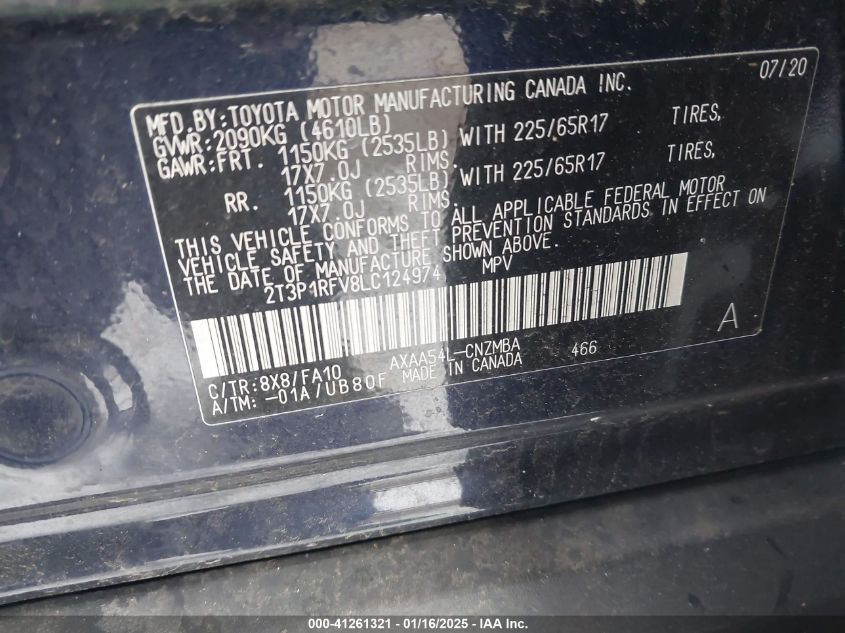 07/20
MFD.BY:TOYOTA MOTOR MANUFACTURING CANADA INC.
GVWR:2090KG (4610LB)
GAWR:FRT. 1150KG (2535LB) WITH 225/65R17 TIRES,
17X7.0J RIMS.
RR. 1150KG (2535LB) WITH 225/65R17 TIRES,
17X7.0J RIMS.
THIS VEHICLE CONFORMS TO ALL APPLICABLE FEDERAL MOTOR
VEHICLE SAFETY AND THEFT PREVENTION STANDARDS IN EFFECT ON
THE DATE OF MANUFACTURE SHOWN ABOVE.
2T3P1RFV8LC124974 MPV
A
C/TR:8X8/FA10 AXAA54L-CNZMBA 466
A/TM: -01A/UB80F MADE IN CANADA
000-41261321 - 01/16/2025 - IAA Inc.